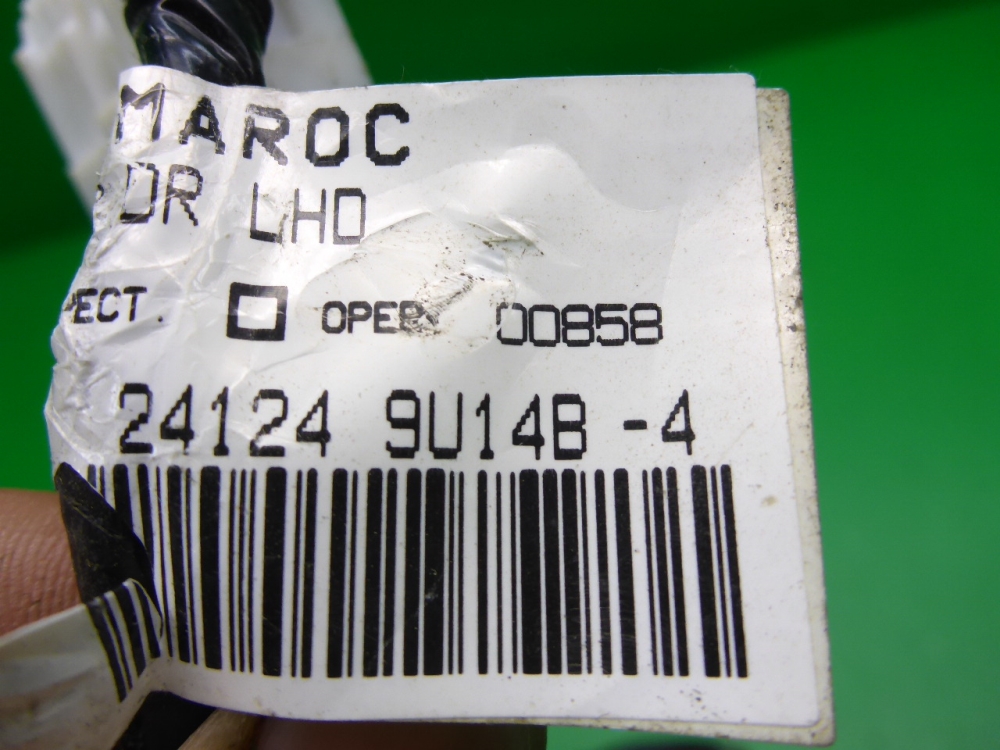 MAROC
DR LHD
PECT. OPER 00858
24124 9U14B -4